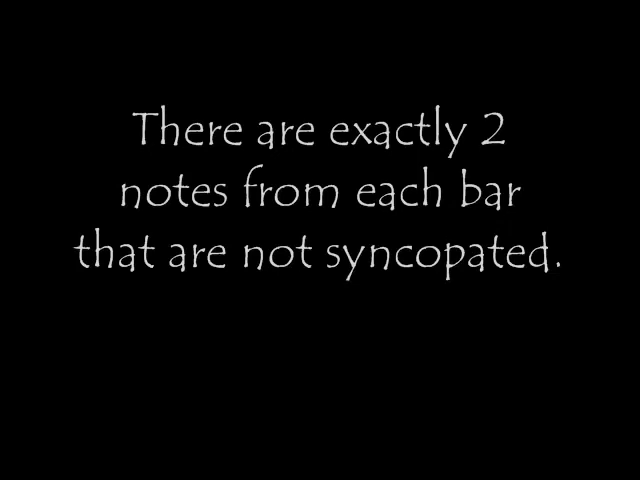 There are exactly 2
notes from each bar
that are not syncopated.